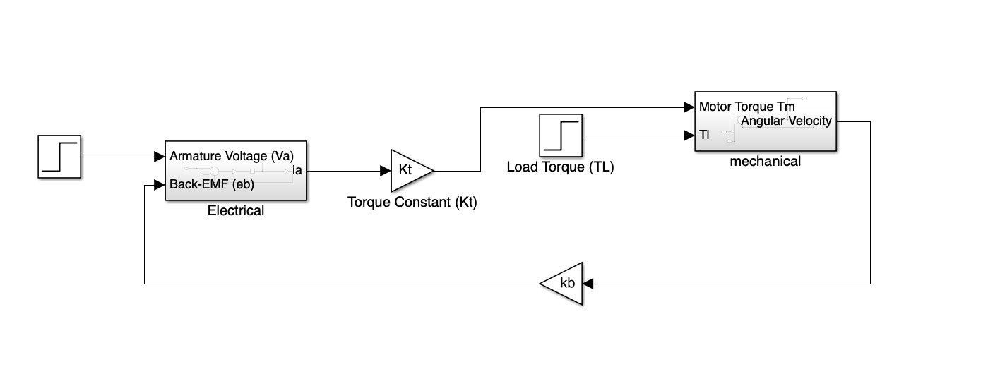 Motor Torque Tm
Angular Velocity
Tl
mechanical
Load Torque (TL)
Armature Voltage (Va)
ia
Back-EMF (eb)
Electrical
Kt
Torque Constant (Kt)
kb